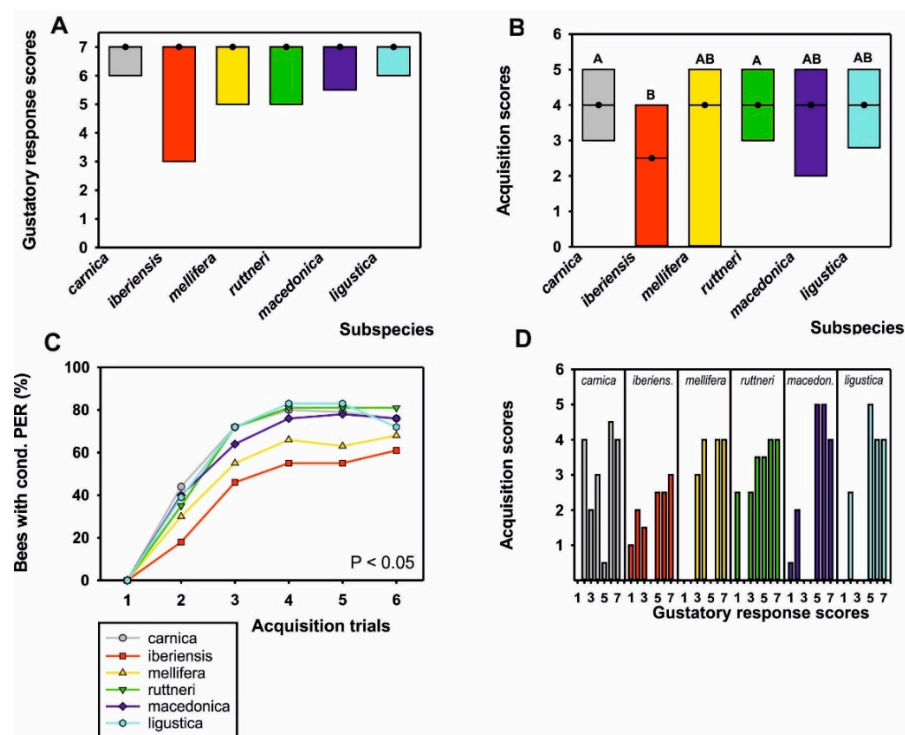 A
Gustatory response scores
7
6
5
4
3
2
1
0
carnica
iberiensis
mellifera
ruttneri
macedonica
ligustica
Subspecies
B
Acquisition scores
6
5
4
3
2
1
0
A
B
AB
A
AB
AB
carnica
iberiensis
mellifera
ruttneri
macedonica
ligustica
Subspecies
C
Bees with cond. PER (%)
100
80
60
40
20
0
P < 0.05
1 2 3 4 5 6
Acquisition trials
carnica
iberiensis
mellifera
ruttneri
macedonica
ligustica
D
Acquisition scores
6
5
4
3
2
1
carnica iberiens. mellifera ruttneri macedon. ligustica
1 3 5 7 1 3 5 7 1 3 5 7 1 3 5 7 1 3 5 7 1 3 5 7
Gustatory response scores